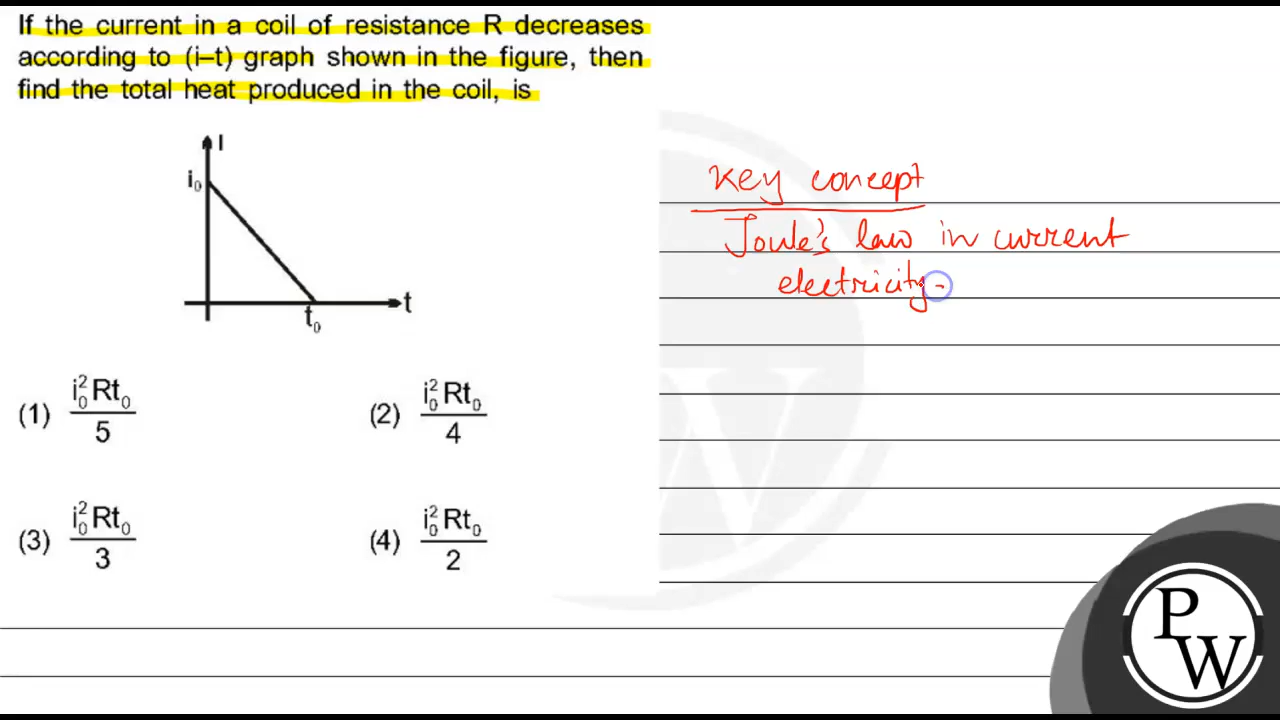 If the current in a coil of resistance R decreases
according to (i–t) graph shown in the figure, then
find the total heat produced in the coil, is
I
i₀
t
t₀
(1) i₀²Rt₀/5
(2) i₀²Rt₀/4
(3) i₀²Rt₀/3
(4) i₀²Rt₀/2
Key concept
Joule's law in current
electricity-
P
W